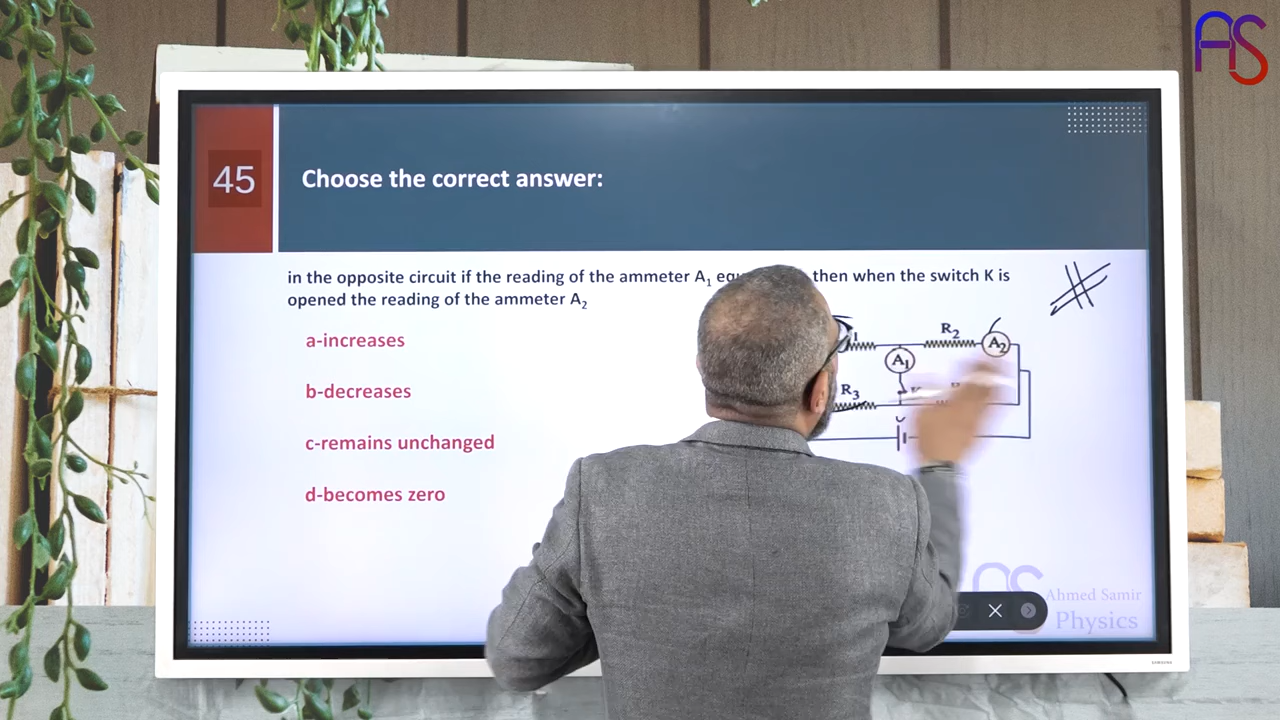 AS
45
Choose the correct answer:
in the opposite circuit if the reading of the ammeter A₁ then when the switch K is
opened the reading of the ammeter A₂
a-increases
b-decreases
c-remains unchanged
d-becomes zero
R₂
A₂
A₁
R₃
AS
Ahmed Samir
Physics
SAMSUNG